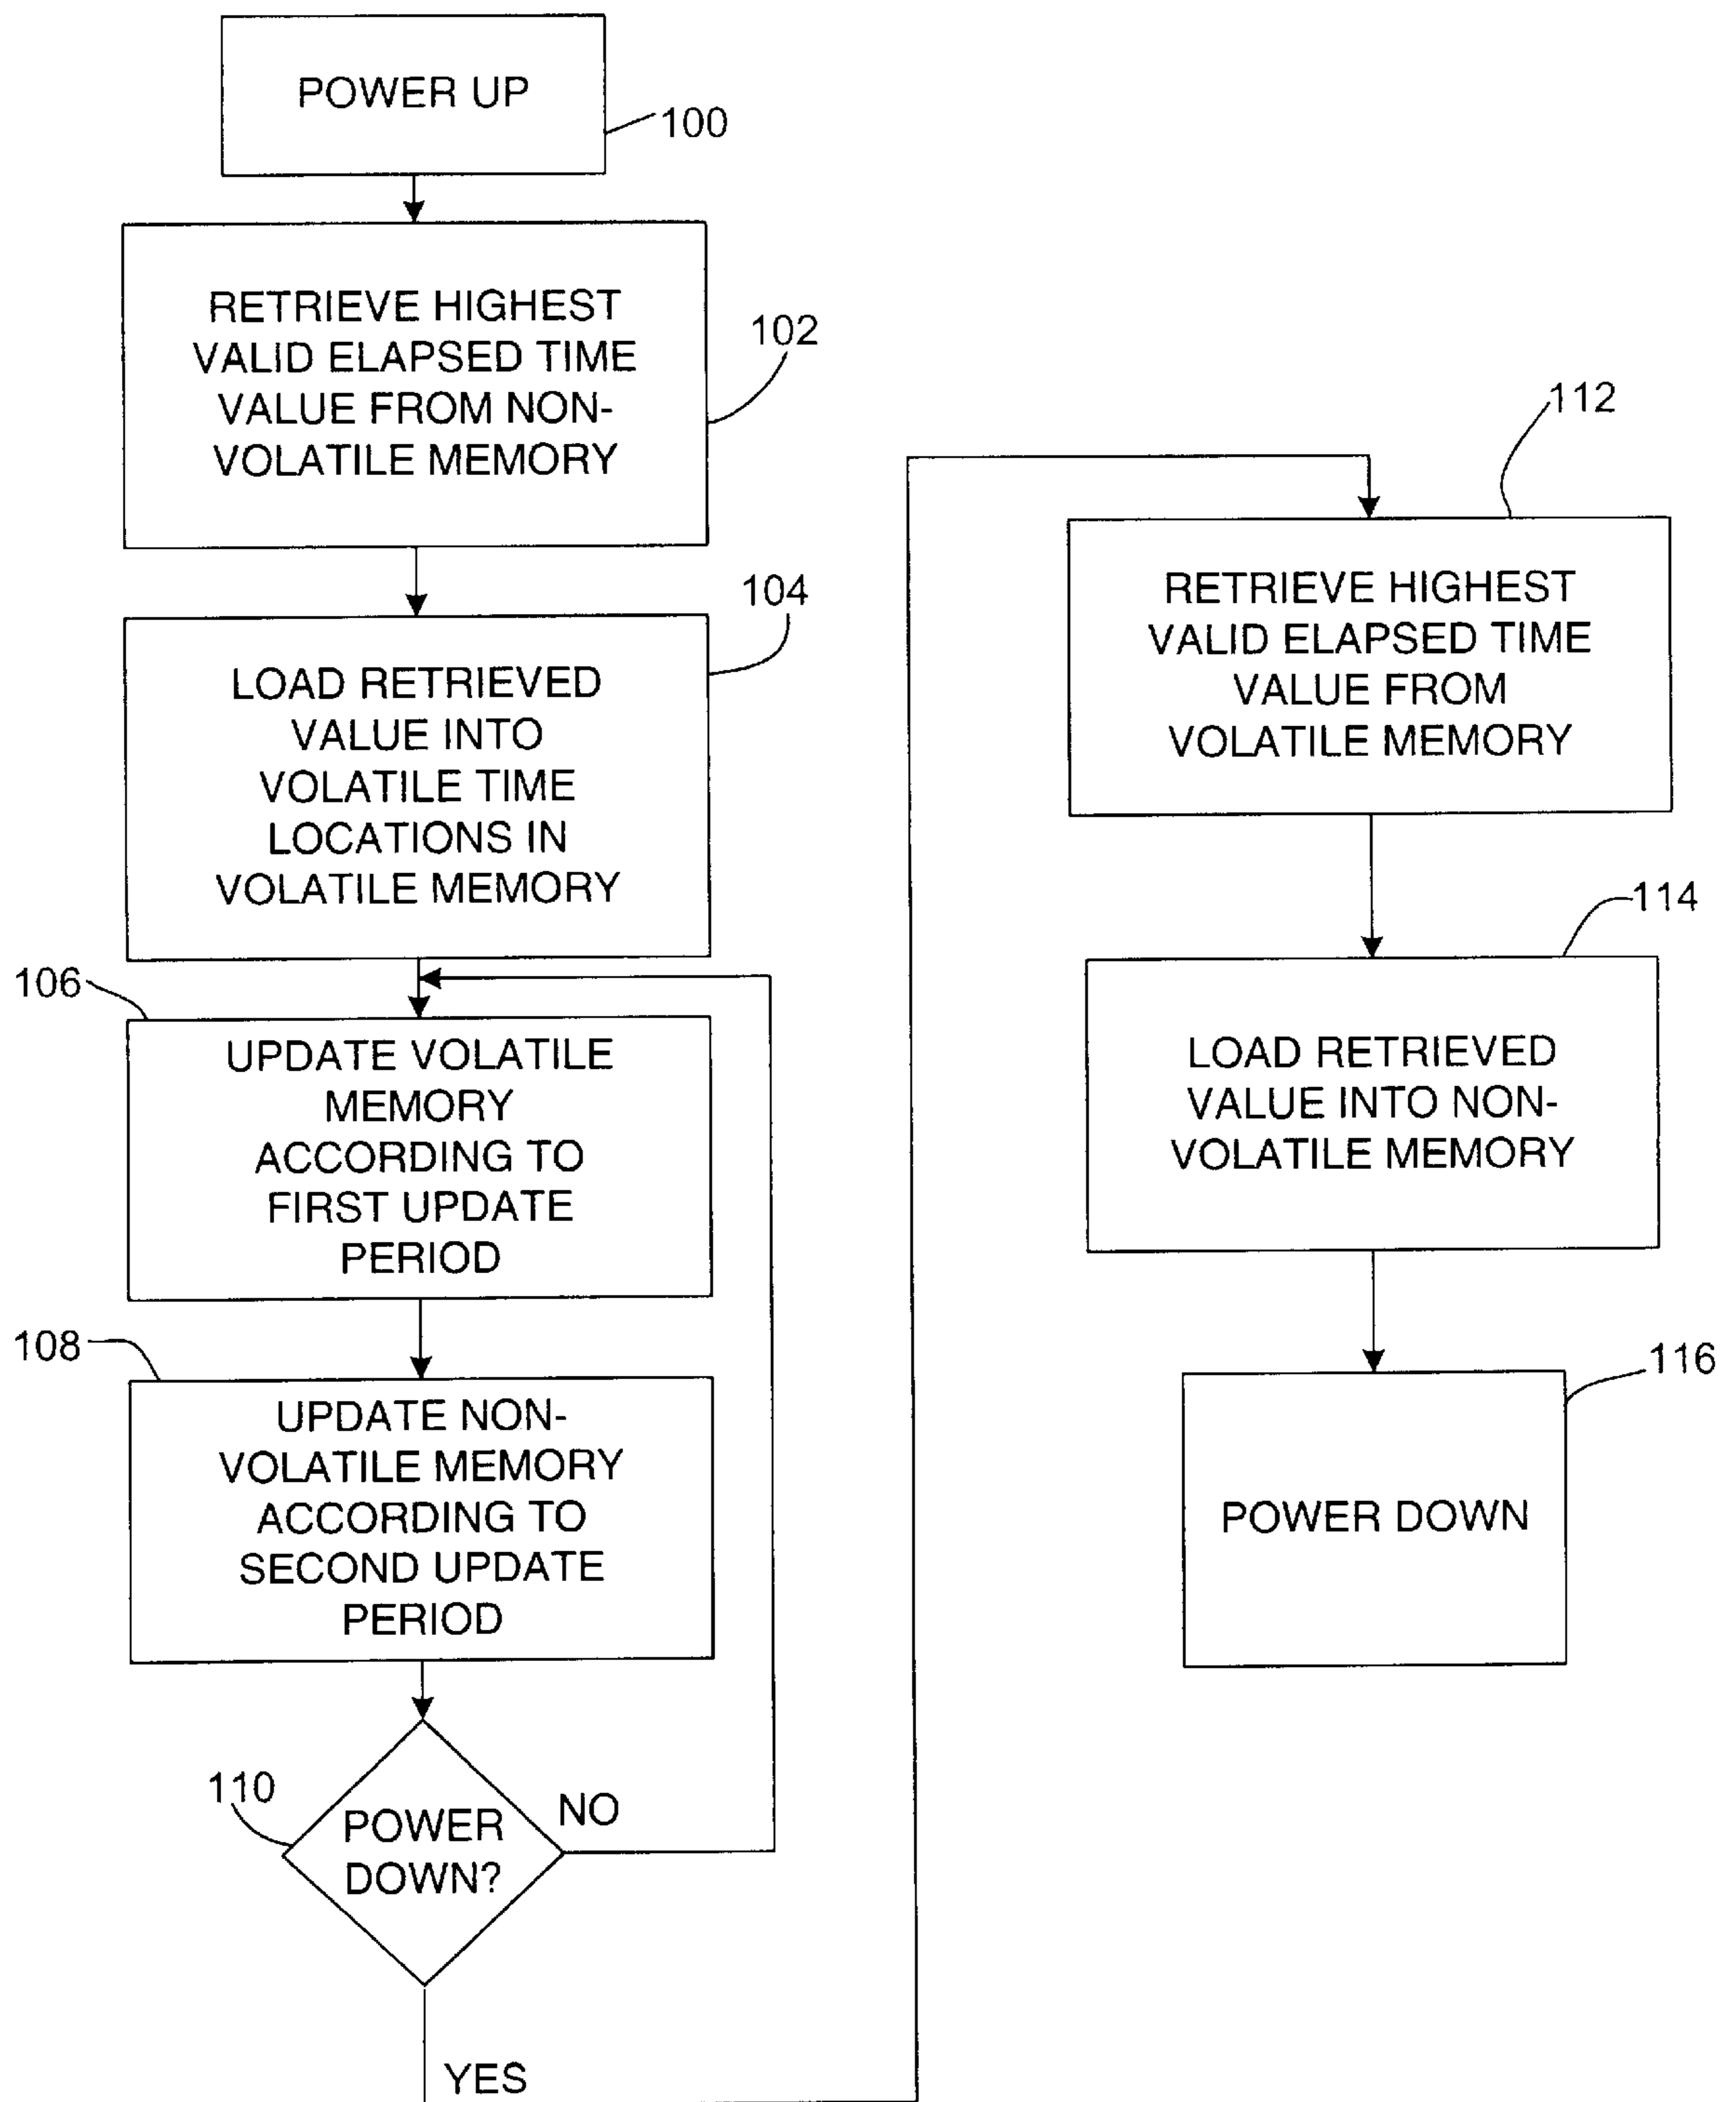 POWER UP
100
RETRIEVE HIGHEST
VALID ELAPSED TIME
VALUE FROM NON-
VOLATILE MEMORY
102
LOAD RETRIEVED
VALUE INTO
VOLATILE TIME
LOCATIONS IN
VOLATILE MEMORY
104
106
UPDATE VOLATILE
MEMORY
ACCORDING TO
FIRST UPDATE
PERIOD
108
UPDATE NON-
VOLATILE MEMORY
ACCORDING TO
SECOND UPDATE
PERIOD
110
POWER
DOWN?
NO
YES
112
RETRIEVE HIGHEST
VALID ELAPSED TIME
VALUE FROM
VOLATILE MEMORY
114
LOAD RETRIEVED
VALUE INTO NON-
VOLATILE MEMORY
116
POWER DOWN